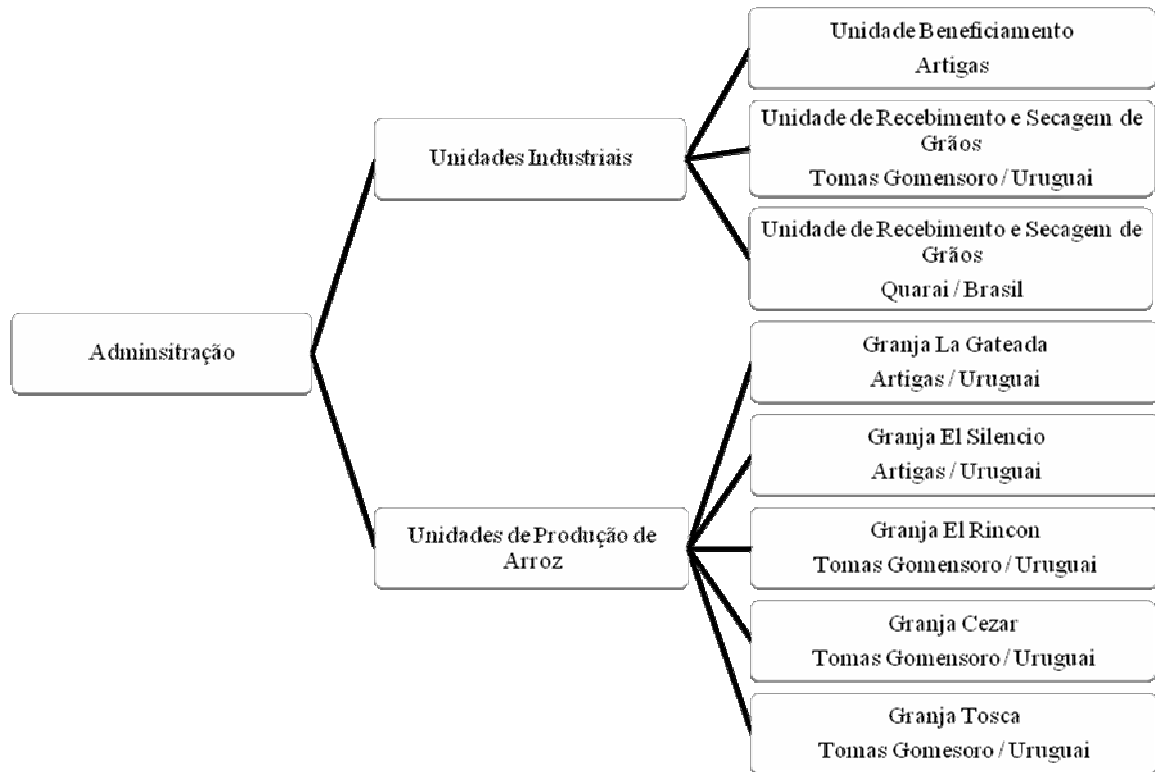 Unidade Beneficiamento
Artigas
Unidades Industriais
Unidade de Recebimento e Secagem de
Grãos
Tomas Gomensoro / Uruguai
Unidade de Recebimento e Secagem de
Grãos
Quarai / Brasil
Adminsitração
Granja La Gateada
Artigas / Uruguai
Granja El Silencio
Artigas / Uruguai
Unidades de Produção de
Arroz
Granja El Rincon
Tomas Gomensoro / Uruguai
Granja Cezar
Tomas Gomensoro / Uruguai
Granja Tosca
Tomas Gomesoro / Uruguai